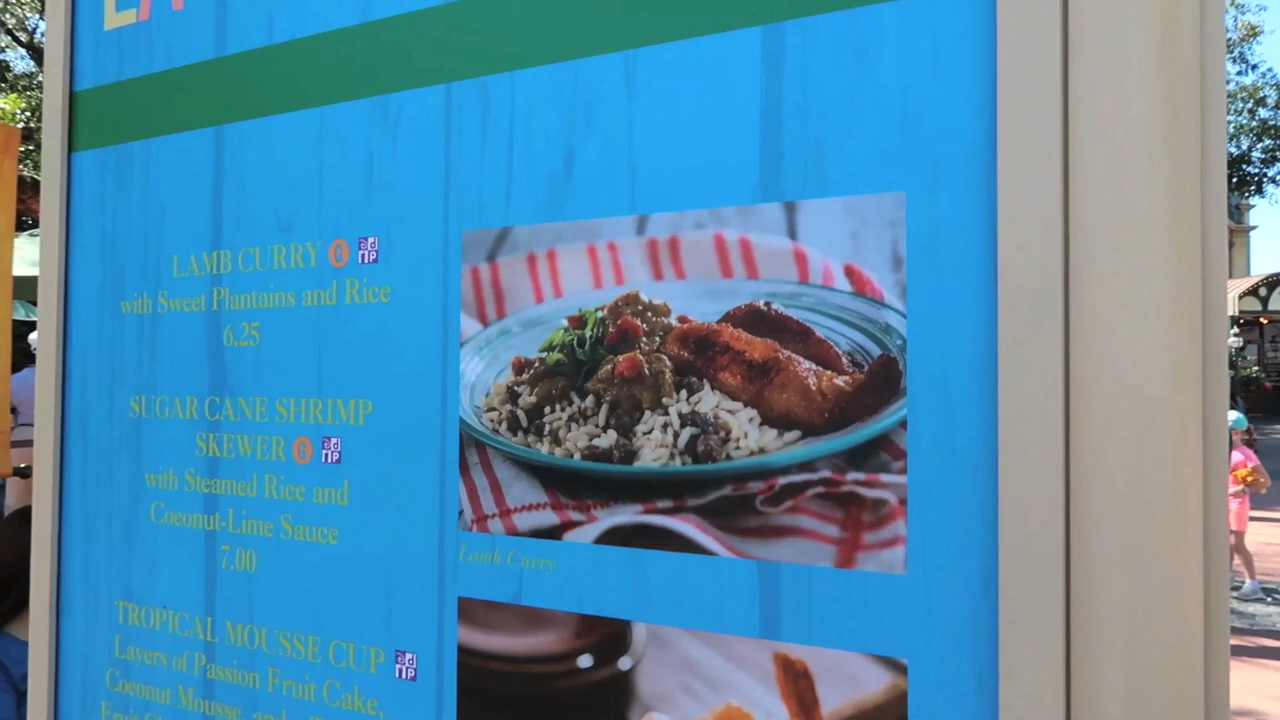 LAMB CURRY G
with Sweet Plantains and Rice
6.25
SUGAR CANE SHRIMP
SKEWER G
with Steamed Rice and
Coconut-Lime Sauce
7.00
TROPICAL MOUSSE CUP
Layers of Passion Fruit Cake,
Coconut Mousse, and
Lamb Curry